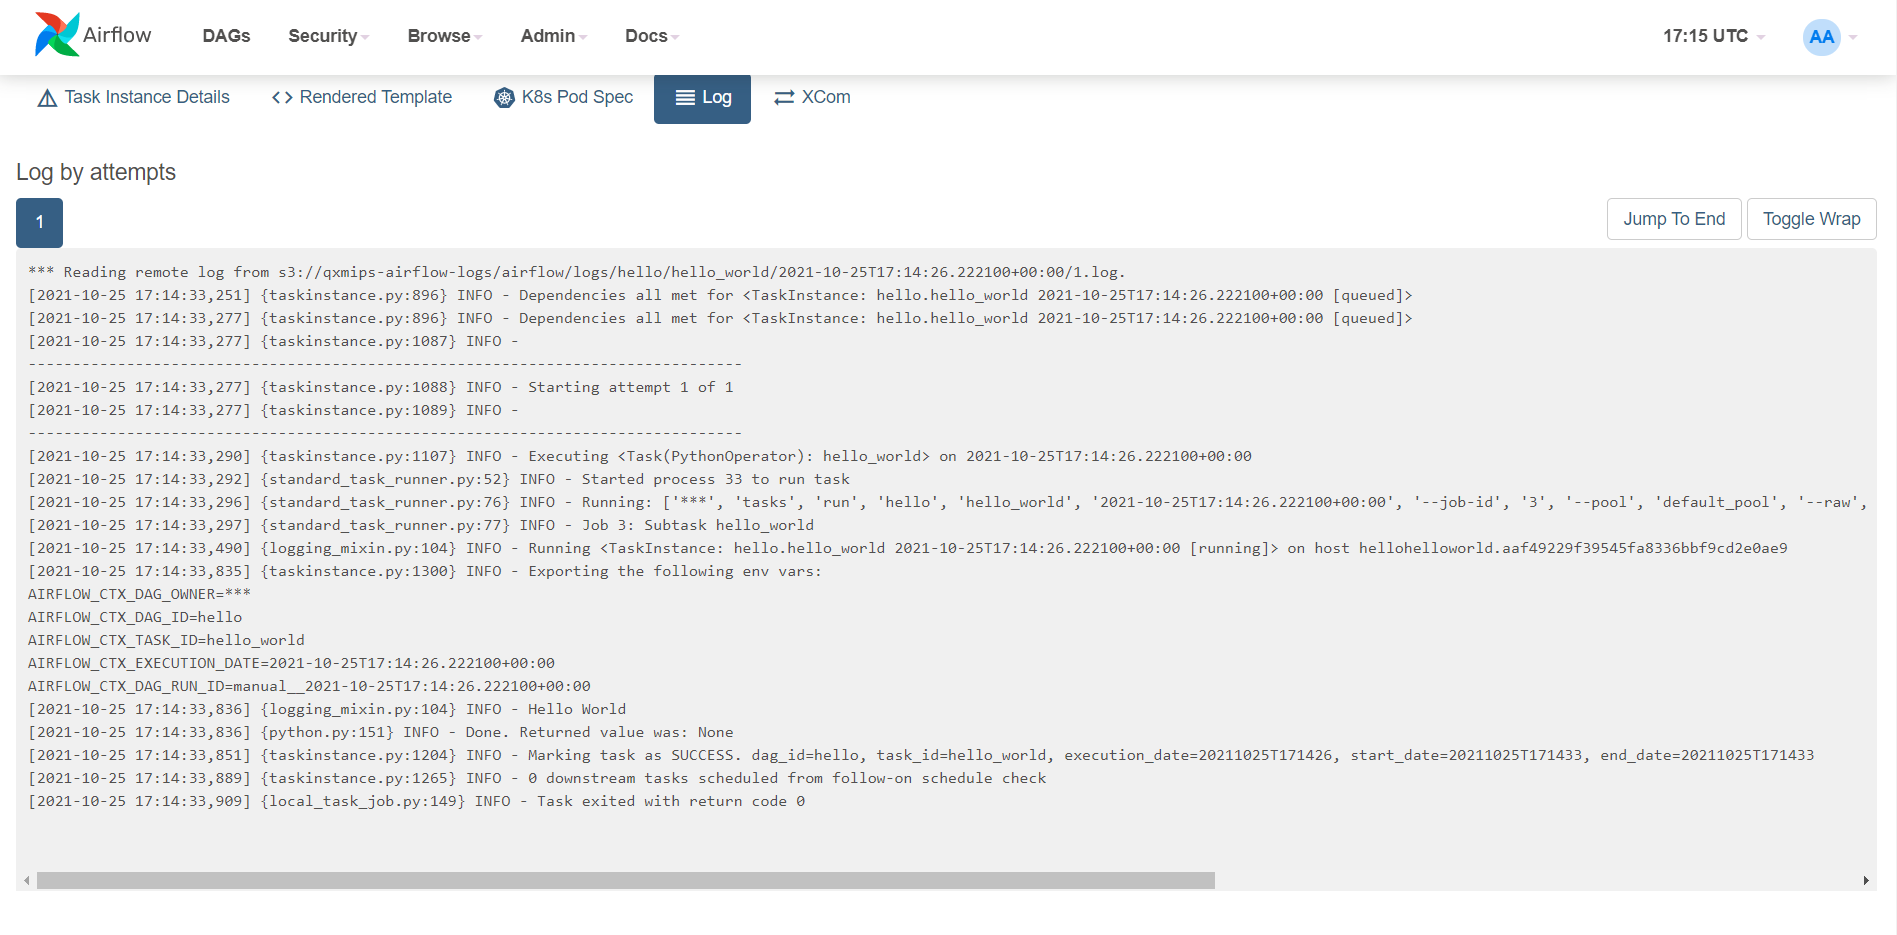 Airflow DAGs Security Browse Admin Docs 17:15 UTC AA
Task Instance Details <> Rendered Template K8s Pod Spec Log XCom
Log by attempts
1 Jump To End Toggle Wrap
*** Reading remote log from s3://qxmips-airflow-logs/airflow/logs/hello/hello_world/2021-10-25T17:14:26.222100+00:00/1.log.
[2021-10-25 17:14:33,251] {taskinstance.py:896} INFO - Dependencies all met for <TaskInstance: hello.hello_world 2021-10-25T17:14:26.222100+00:00 [queued]>
[2021-10-25 17:14:33,277] {taskinstance.py:896} INFO - Dependencies all met for <TaskInstance: hello.hello_world 2021-10-25T17:14:26.222100+00:00 [queued]>
[2021-10-25 17:14:33,277] {taskinstance.py:1087} INFO -
--------------------------------------------------------------------------------
[2021-10-25 17:14:33,277] {taskinstance.py:1088} INFO - Starting attempt 1 of 1
[2021-10-25 17:14:33,277] {taskinstance.py:1089} INFO -
--------------------------------------------------------------------------------
[2021-10-25 17:14:33,290] {taskinstance.py:1107} INFO - Executing <Task(PythonOperator): hello_world> on 2021-10-25T17:14:26.222100+00:00
[2021-10-25 17:14:33,292] {standard_task_runner.py:52} INFO - Started process 33 to run task
[2021-10-25 17:14:33,296] {standard_task_runner.py:76} INFO - Running: ['***', 'tasks', 'run', 'hello', 'hello_world', '2021-10-25T17:14:26.222100+00:00', '--job-id', '3', '--pool', 'default_pool', '--raw',
[2021-10-25 17:14:33,297] {standard_task_runner.py:77} INFO - Job 3: Subtask hello_world
[2021-10-25 17:14:33,490] {logging_mixin.py:104} INFO - Running <TaskInstance: hello.hello_world 2021-10-25T17:14:26.222100+00:00 [running]> on host hellohelloworld.aaf49229f39545fa8336bbf9cd2e0ae9
[2021-10-25 17:14:33,835] {taskinstance.py:1300} INFO - Exporting the following env vars:
AIRFLOW_CTX_DAG_OWNER=***
AIRFLOW_CTX_DAG_ID=hello
AIRFLOW_CTX_TASK_ID=hello_world
AIRFLOW_CTX_EXECUTION_DATE=2021-10-25T17:14:26.222100+00:00
AIRFLOW_CTX_DAG_RUN_ID=manual__2021-10-25T17:14:26.222100+00:00
[2021-10-25 17:14:33,836] {logging_mixin.py:104} INFO - Hello World
[2021-10-25 17:14:33,836] {python.py:151} INFO - Done. Returned value was: None
[2021-10-25 17:14:33,851] {taskinstance.py:1204} INFO - Marking task as SUCCESS. dag_id=hello, task_id=hello_world, execution_date=20211025T171426, start_date=20211025T171433, end_date=20211025T171433
[2021-10-25 17:14:33,889] {taskinstance.py:1265} INFO - 0 downstream tasks scheduled from follow-on schedule check
[2021-10-25 17:14:33,909] {local_task_job.py:149} INFO - Task exited with return code 0